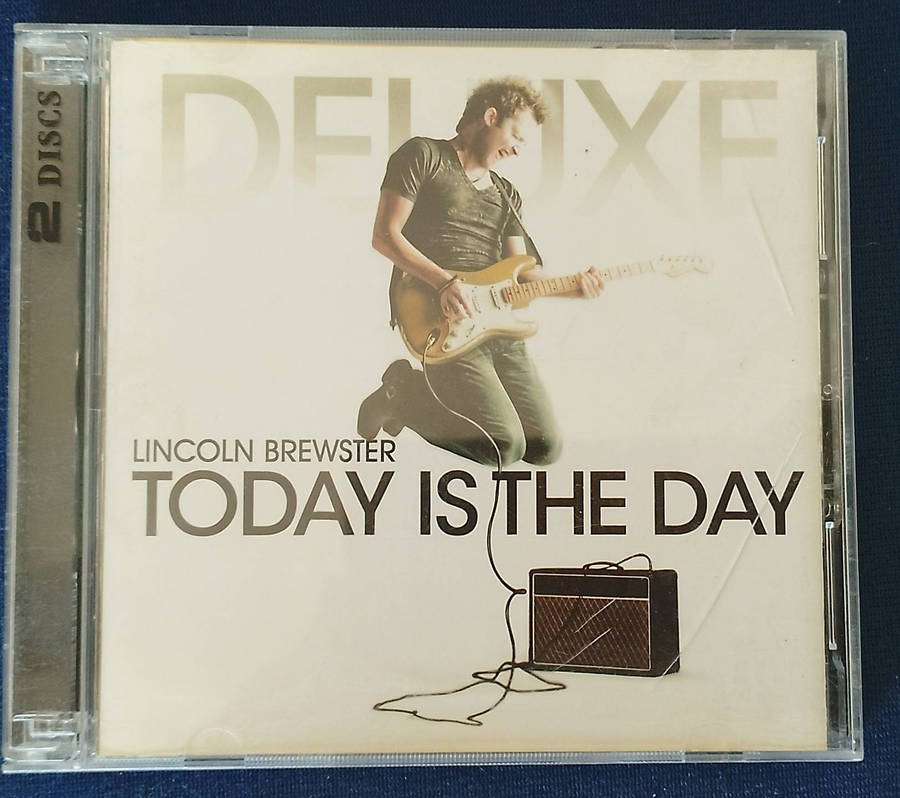 2 DISCS
DELUXE
LINCOLN BREWSTER
TODAY IS THE DAY